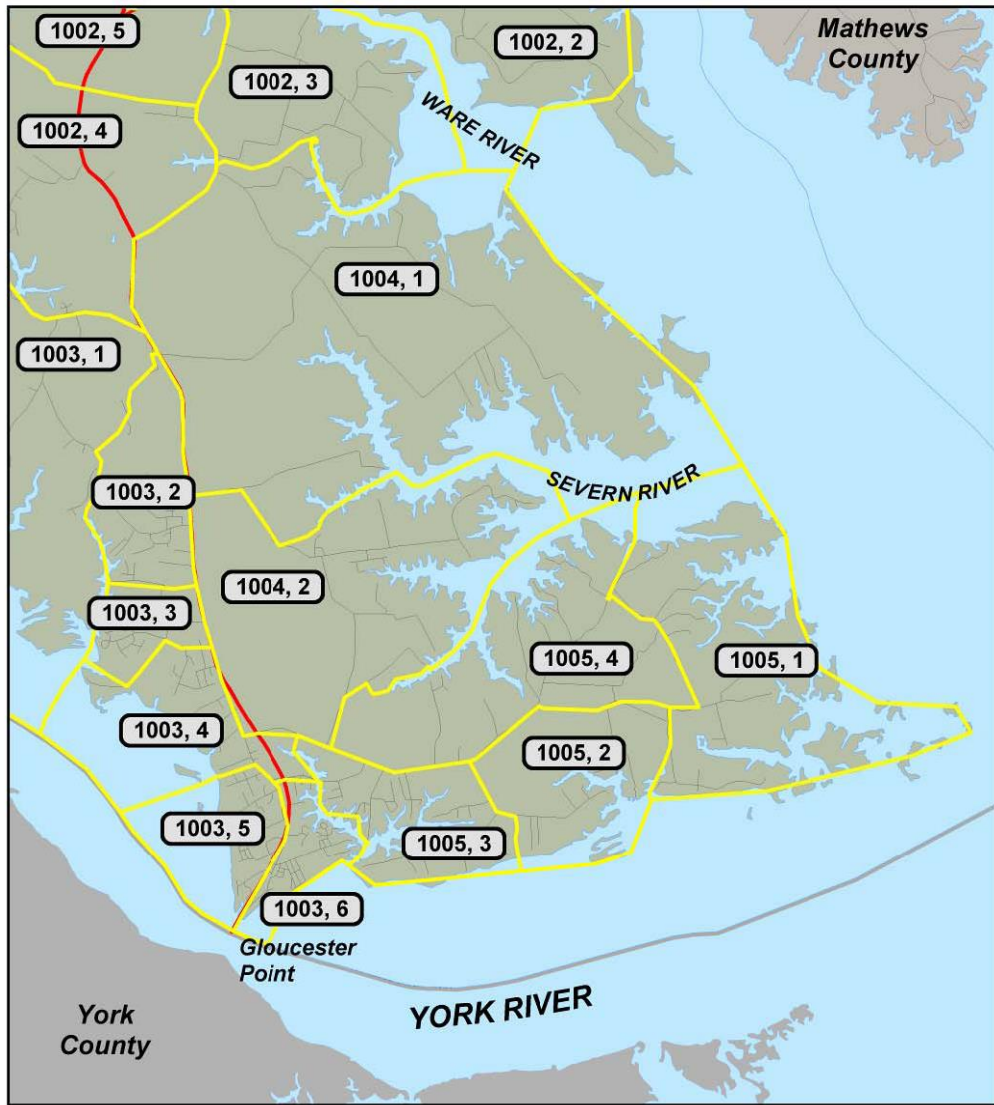 1002, 5
1002, 2
Mathews
County
1002, 3
WARE RIVER
1002, 4
1004, 1
1003, 1
SEVERN RIVER
1003, 2
1004, 2
1003, 3
1005, 4
1005, 1
1003, 4
1005, 2
1003, 5
1005, 3
1003, 6
Gloucester
Point
YORK RIVER
York
County